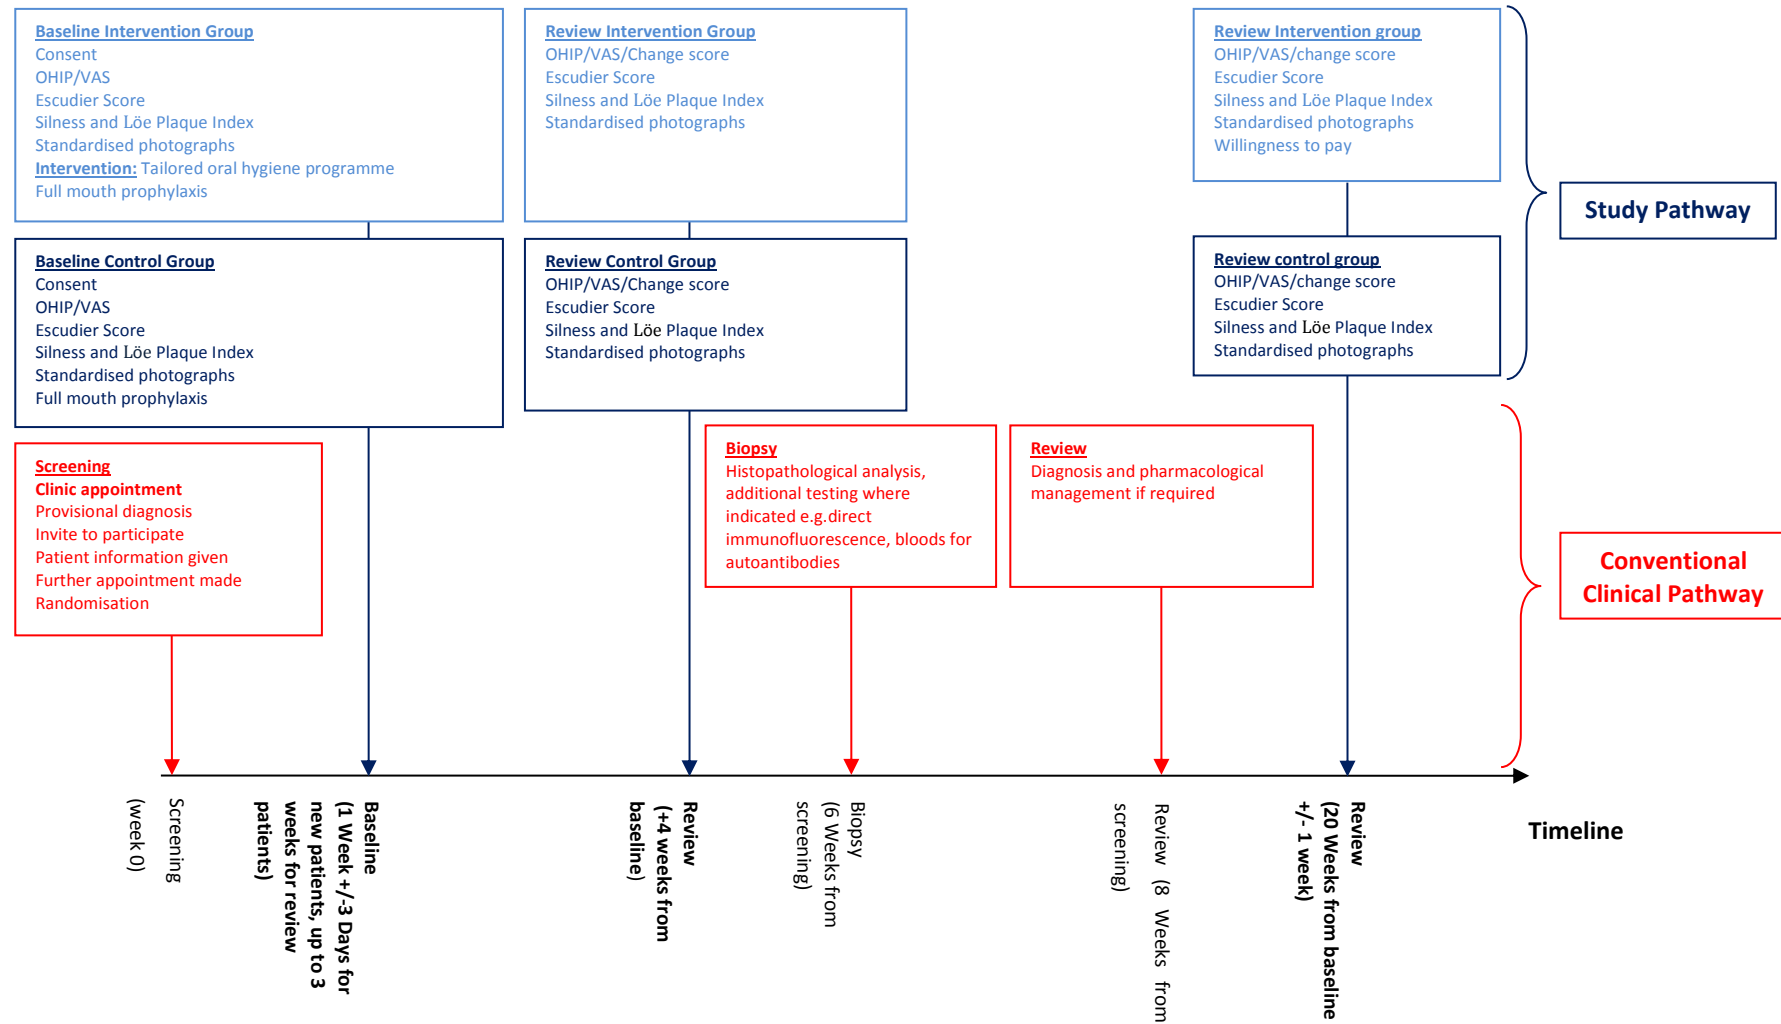 Baseline Intervention Group
Consent
OHIP/VAS
Escudier Score
Silness and Löe Plaque Index
Standardised photographs
Intervention: Tailored oral hygiene programme
Full mouth prophylaxis
Review Intervention Group
OHIP/VAS/Change score
Escudier Score
Silness and Löe Plaque Index
Standardised photographs
Review Intervention group
OHIP/VAS/change score
Escudier Score
Silness and Löe Plaque Index
Standardised photographs
Willingness to pay
Study Pathway
Baseline Control Group
Consent
OHIP/VAS
Escudier Score
Silness and Löe Plaque Index
Standardised photographs
Full mouth prophylaxis
Review Control Group
OHIP/VAS/Change score
Escudier Score
Silness and Löe Plaque Index
Standardised photographs
Review control group
OHIP/VAS/change score
Escudier Score
Silness and Löe Plaque Index
Standardised photographs
Screening
Clinic appointment
Provisional diagnosis
Invite to participate
Patient information given
Further appointment made
Randomisation
Biopsy
Histopathological analysis,
additional testing where
indicated e.g.direct
immunofluorescence, bloods for
autoantibodies
Review
Diagnosis and pharmacological
management if required
Conventional
Clinical Pathway
Screening
(week 0)
Baseline
(1 Week +/-3 Days for
new patients, up to 3
weeks for review
patients)
Review
(+4 weeks from
baseline)
Biopsy
(6 Weeks from
screening)
Review (8 Weeks from
screening)
Review
(20 Weeks from baseline
+/- 1 week)
Timeline